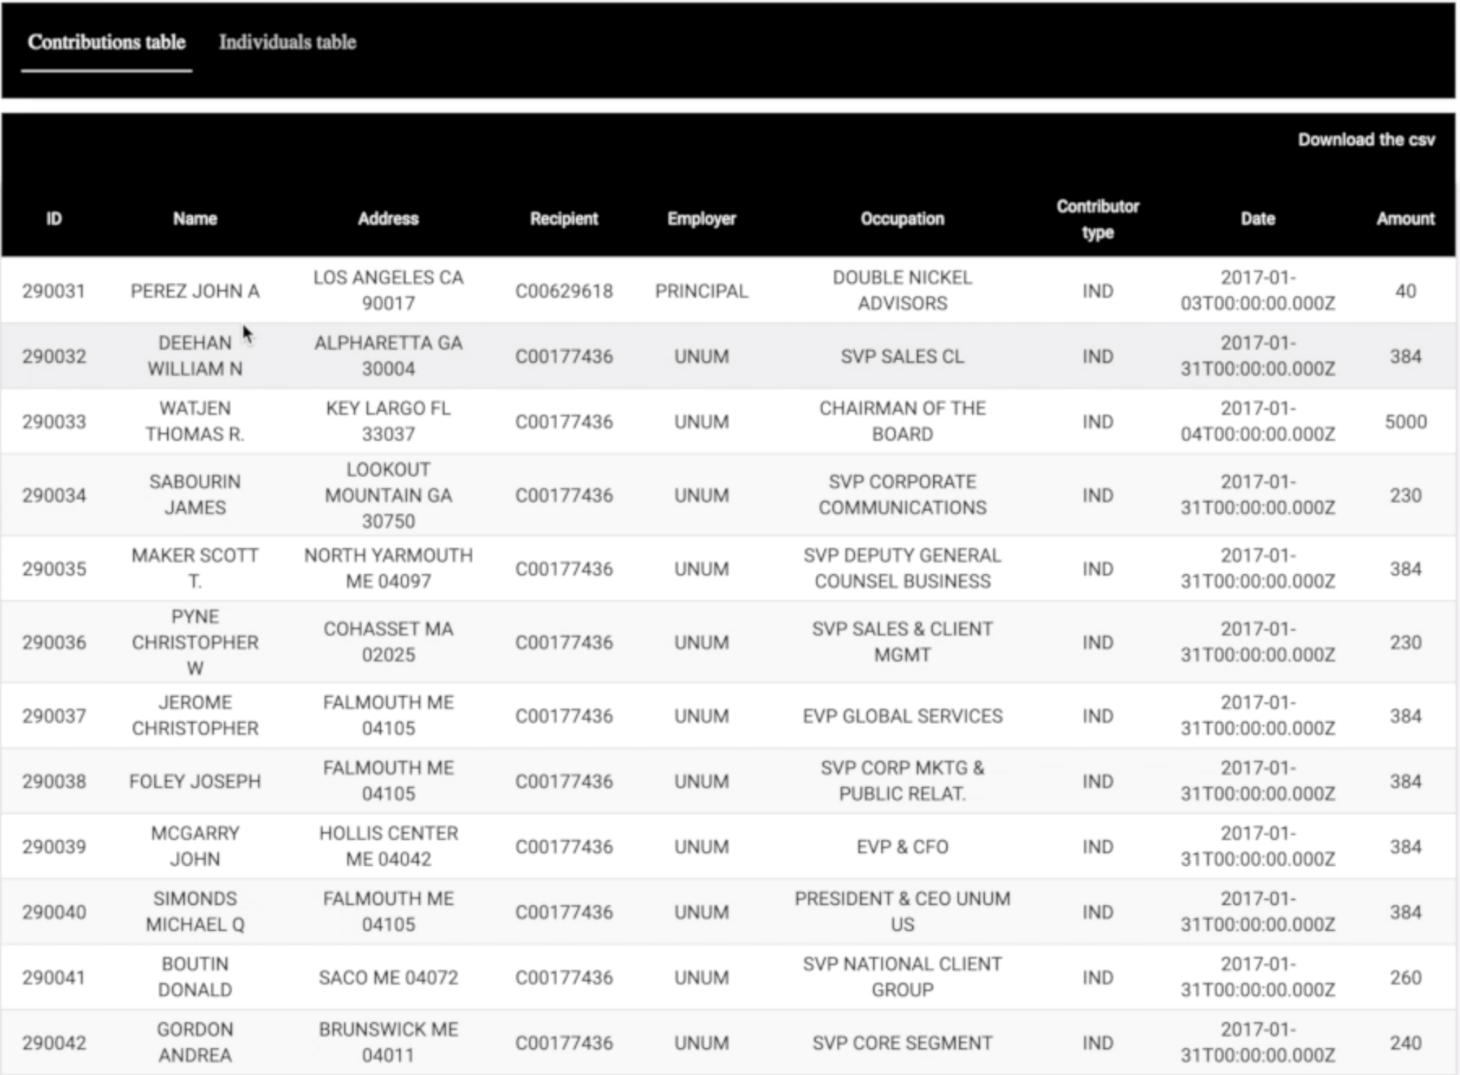 Contributions table Individuals table
Download the csv
ID Name Address Recipient Employer Occupation Contributor type Date Amount
290031 PEREZ JOHN A LOS ANGELES CA 90017 C00629618 PRINCIPAL DOUBLE NICKEL ADVISORS IND 2017-01-03T00:00:00.000Z 40
290032 DEEHAN WILLIAM N ALPHARETTA GA 30004 C00177436 UNUM SVP SALES CL IND 2017-01-31T00:00:00.000Z 384
290033 WATJEN THOMAS R. KEY LARGO FL 33037 C00177436 UNUM CHAIRMAN OF THE BOARD IND 2017-01-04T00:00:00.000Z 5000
290034 SABOURIN JAMES LOOKOUT MOUNTAIN GA 30750 C00177436 UNUM SVP CORPORATE COMMUNICATIONS IND 2017-01-31T00:00:00.000Z 230
290035 MAKER SCOTT T. NORTH YARMOUTH ME 04097 C00177436 UNUM SVP DEPUTY GENERAL COUNSEL BUSINESS IND 2017-01-31T00:00:00.000Z 384
290036 PYNE CHRISTOPHER W COHASSET MA 02025 C00177436 UNUM SVP SALES & CLIENT MGMT IND 2017-01-31T00:00:00.000Z 230
290037 JEROME CHRISTOPHER FALMOUTH ME 04105 C00177436 UNUM EVP GLOBAL SERVICES IND 2017-01-31T00:00:00.000Z 384
290038 FOLEY JOSEPH FALMOUTH ME 04105 C00177436 UNUM SVP CORP MKTG & PUBLIC RELAT. IND 2017-01-31T00:00:00.000Z 384
290039 MCGARRY JOHN HOLLIS CENTER ME 04042 C00177436 UNUM EVP & CFO IND 2017-01-31T00:00:00.000Z 384
290040 SIMONDS MICHAEL Q FALMOUTH ME 04105 C00177436 UNUM PRESIDENT & CEO UNUM US IND 2017-01-31T00:00:00.000Z 384
290041 BOUTIN DONALD SACO ME 04072 C00177436 UNUM SVP NATIONAL CLIENT GROUP IND 2017-01-31T00:00:00.000Z 260
290042 GORDON ANDREA BRUNSWICK ME 04011 C00177436 UNUM SVP CORE SEGMENT IND 2017-01-31T00:00:00.000Z 240